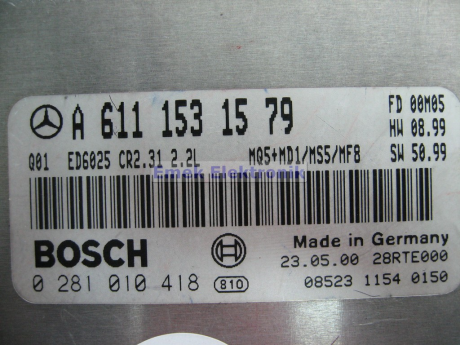 A 611 153 15 79
FD 00M05
HW 08.99
Q01 ED6025 CR2.31 2.2L MQ5+MD1/MS5/MF8 SW 50.99
Emek Elektronik
BOSCH
Made in Germany
23.05.00 28RTE000
0 281 010 418 810
08523 1154 0150